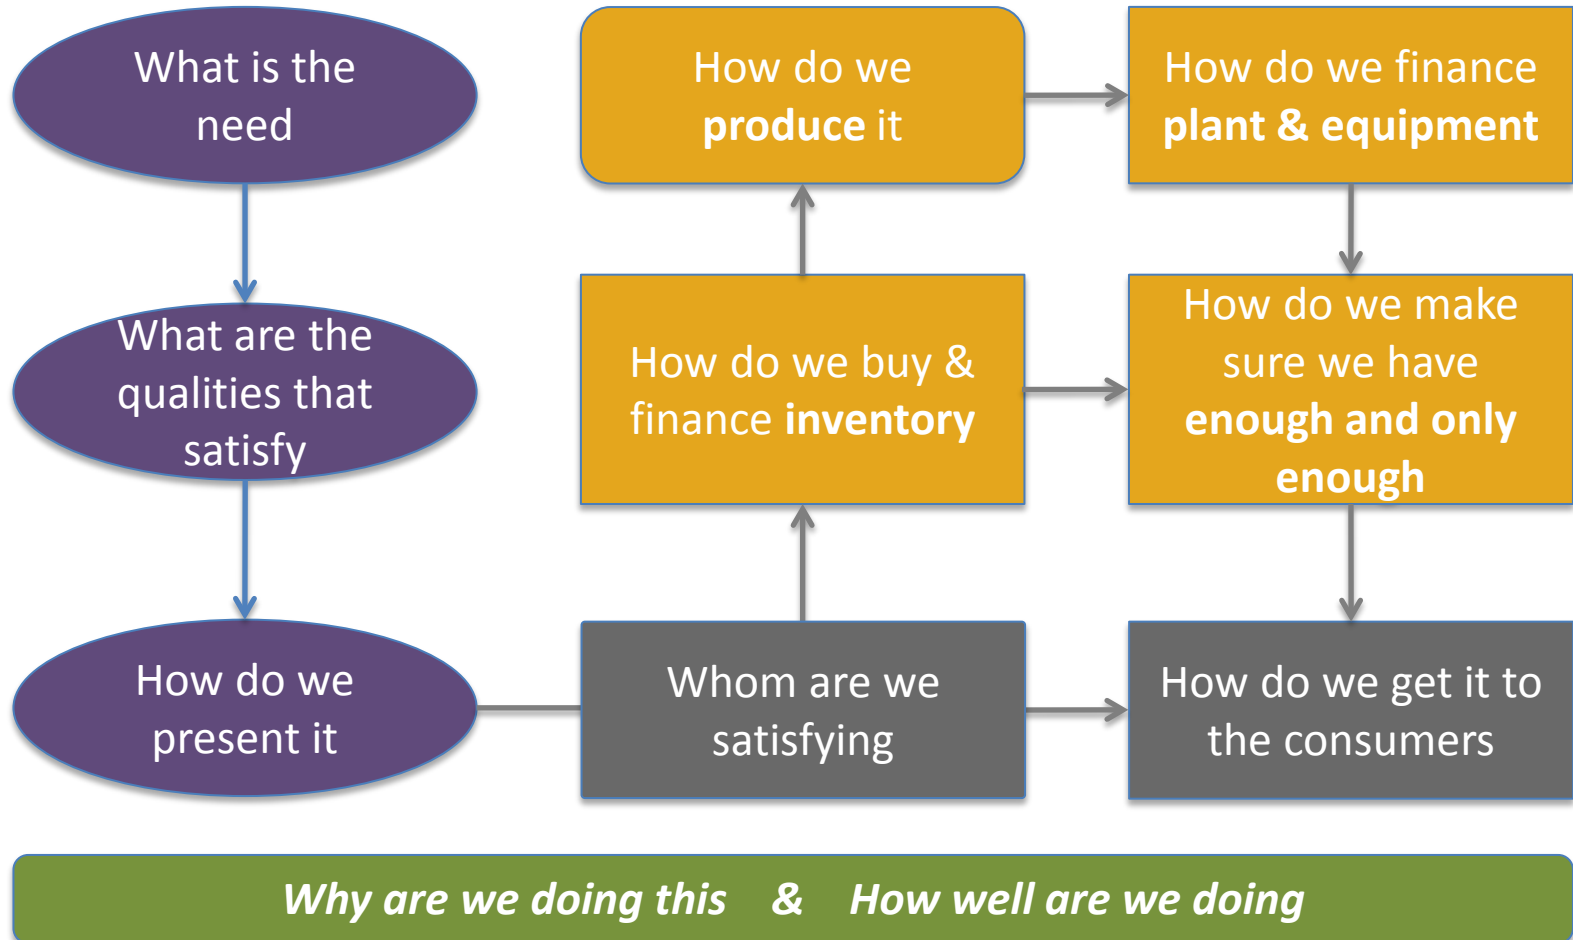 What is the
need
What are the
qualities that
satisfy
How do we
present it
How do we
produce it
How do we finance
plant & equipment
How do we buy &
finance inventory
How do we make
sure we have
enough and only
enough
Whom are we
satisfying
How do we get it to
the consumers
Why are we doing this & How well are we doing